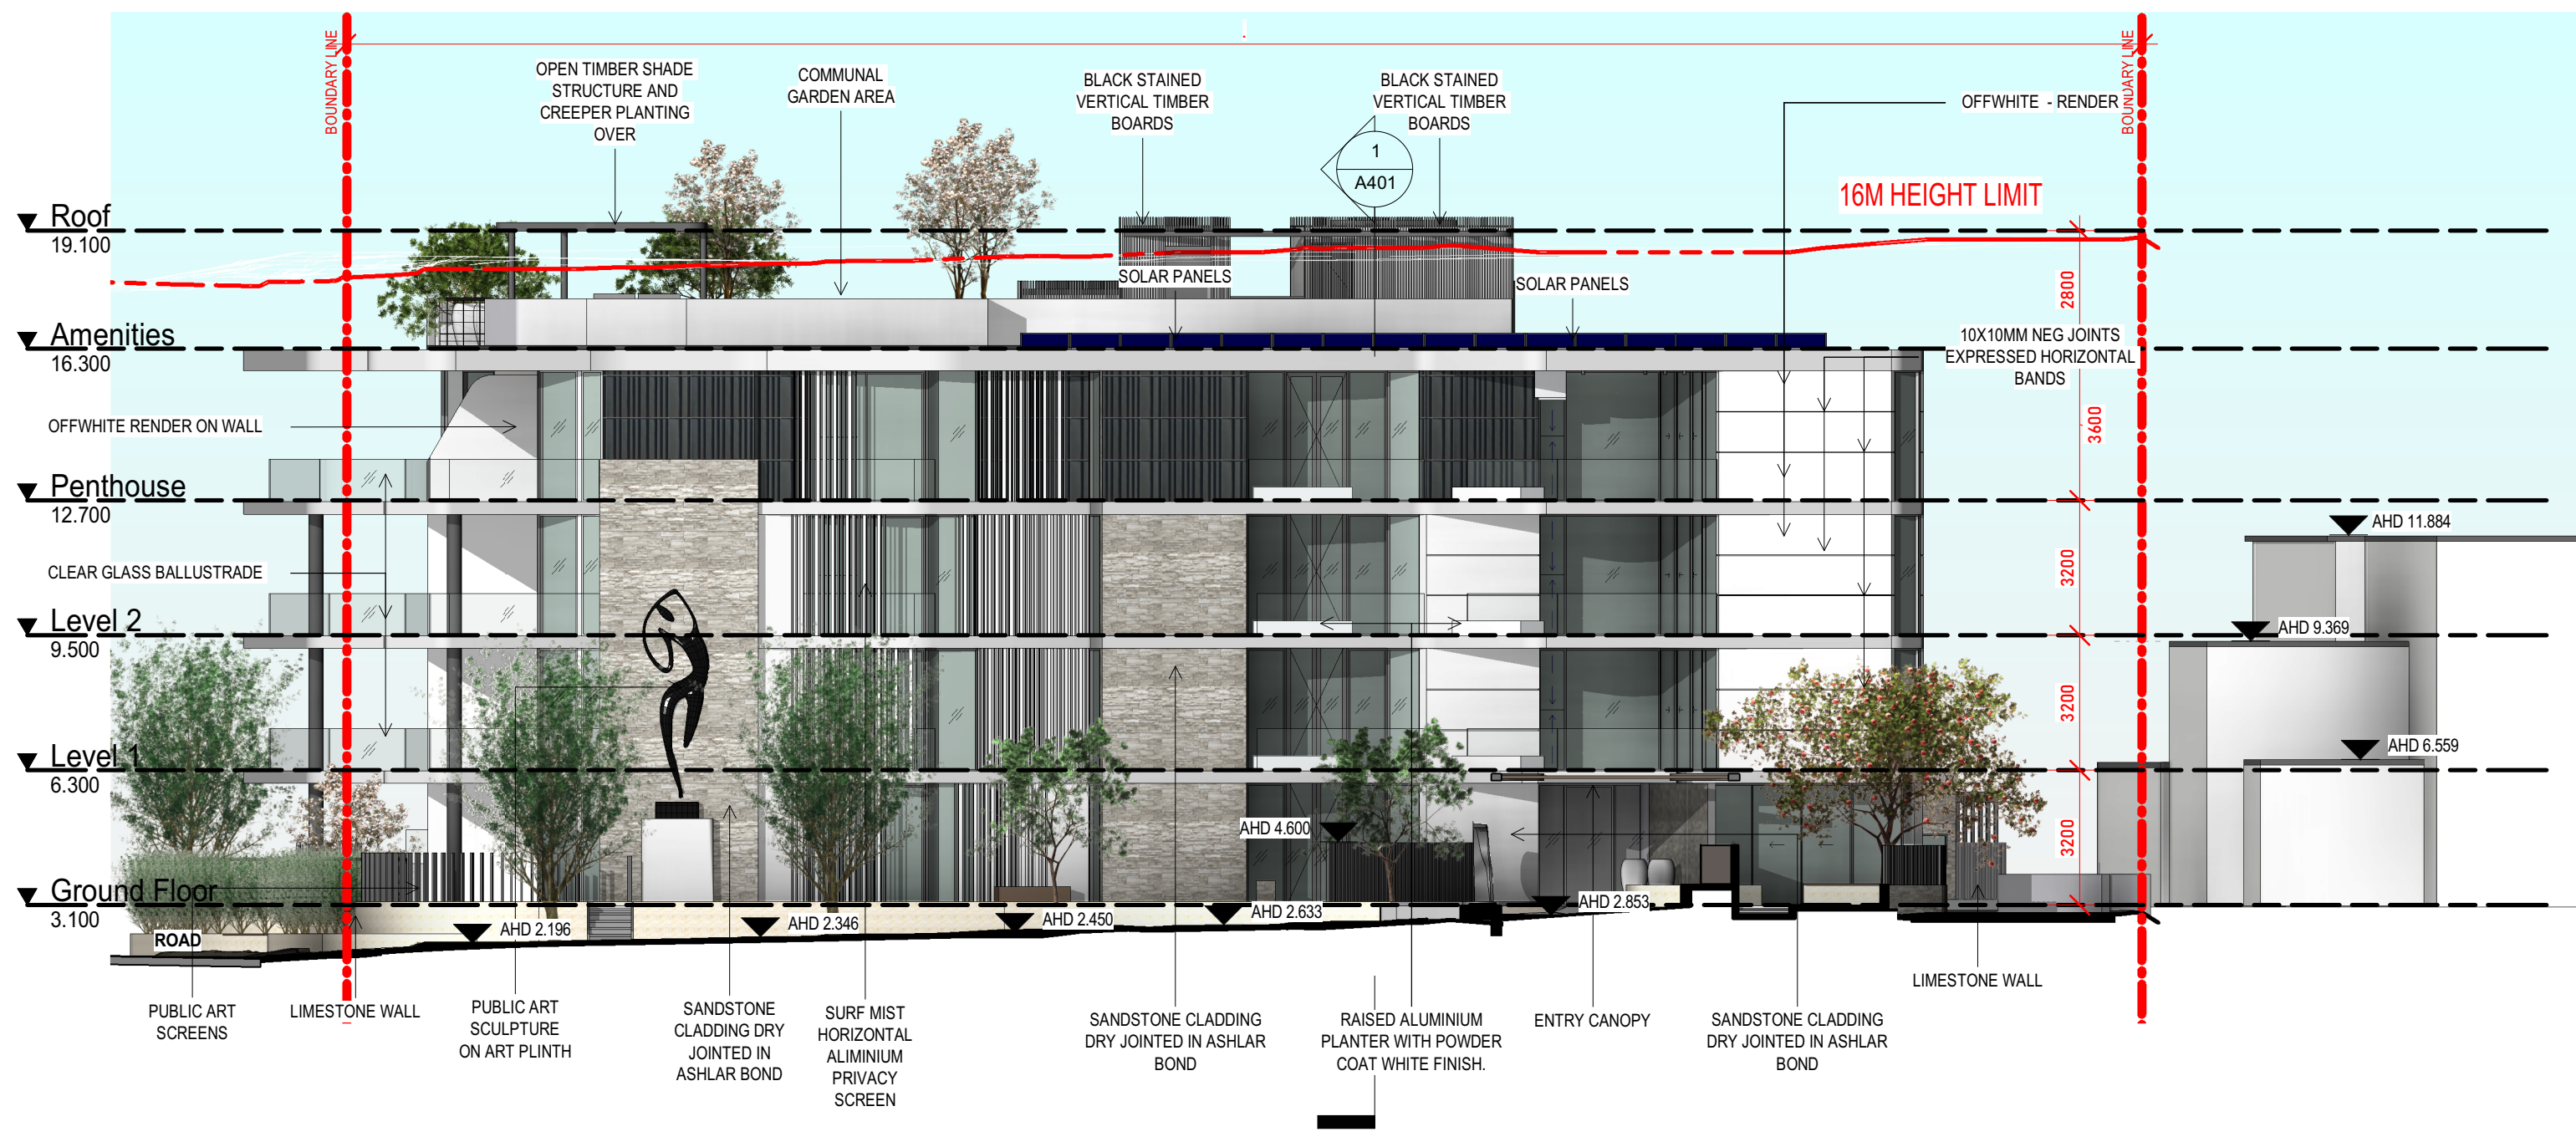 BOUNDARY LINE
OPEN TIMBER SHADE
STRUCTURE AND
CREEPER PLANTING
OVER
COMMUNAL
GARDEN AREA
BLACK STAINED
VERTICAL TIMBER
BOARDS
BLACK STAINED
VERTICAL TIMBER
BOARDS
1
A401
OFFWHITE - RENDER
BOUNDARY LINE
16M HEIGHT LIMIT
Roof
19.100
SOLAR PANELS
SOLAR PANELS
2800
Amenities
16.300
10X10MM NEG JOINTS
EXPRESSED HORIZONTAL
BANDS
OFFWHITE RENDER ON WALL
3600
Penthouse
12.700
AHD 11.884
CLEAR GLASS BALLUSTRADE
3200
Level 2
9.500
AHD 9.369
3200
Level 1
6.300
AHD 6.559
AHD 4.600
3200
Ground Floor
3.100
AHD 2.196
AHD 2.346
AHD 2.450
AHD 2.633
AHD 2.853
ROAD
PUBLIC ART
SCREENS
LIMESTONE WALL
PUBLIC ART
SCULPTURE
ON ART PLINTH
SANDSTONE
CLADDING DRY
JOINTED IN
ASHLAR BOND
SURF MIST
HORIZONTAL
ALIMINIUM
PRIVACY
SCREEN
SANDSTONE CLADDING
DRY JOINTED IN ASHLAR
BOND
RAISED ALUMINIUM
PLANTER WITH POWDER
COAT WHITE FINISH.
ENTRY CANOPY
SANDSTONE CLADDING
DRY JOINTED IN ASHLAR
BOND
LIMESTONE WALL